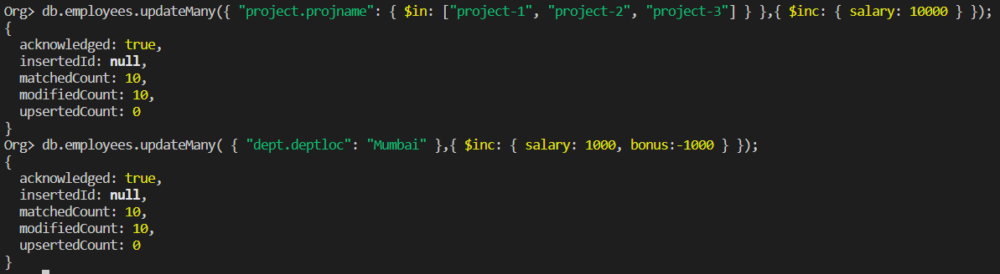 Org> db.employees.updateMany({ "project.projname": { $in: ["project-1", "project-2", "project-3"] } },{ $inc: { salary: 10000 } });
{
  acknowledged: true,
  insertedId: null,
  matchedCount: 10,
  modifiedCount: 10,
  upsertedCount: 0
}
Org> db.employees.updateMany( { "dept.deptloc": "Mumbai" },{ $inc: { salary: 1000, bonus:-1000 } });
{
  acknowledged: true,
  insertedId: null,
  matchedCount: 10,
  modifiedCount: 10,
  upsertedCount: 0
}